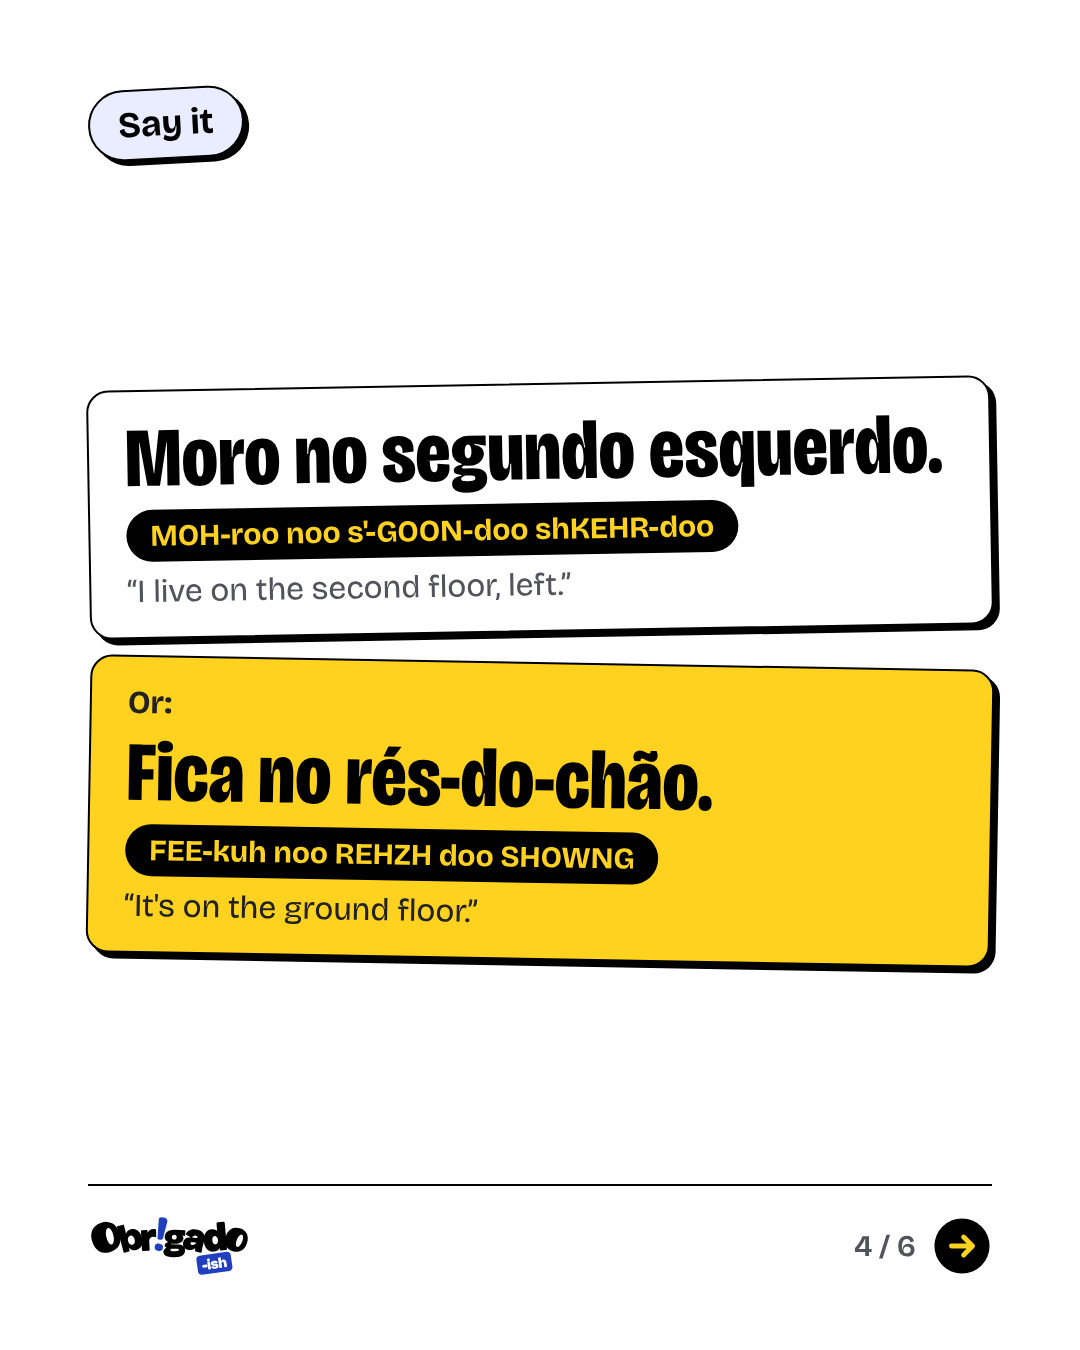 Say it
Moro no segundo esquerdo.
MOH-roo noo s'-GOON-doo shKEHR-doo
“I live on the second floor, left.”
Or:
Fica no rés-do-chão.
FEE-kuh noo REHZH doo SHOWNG
“It's on the ground floor.”
Obr!gado
-ish
4 / 6